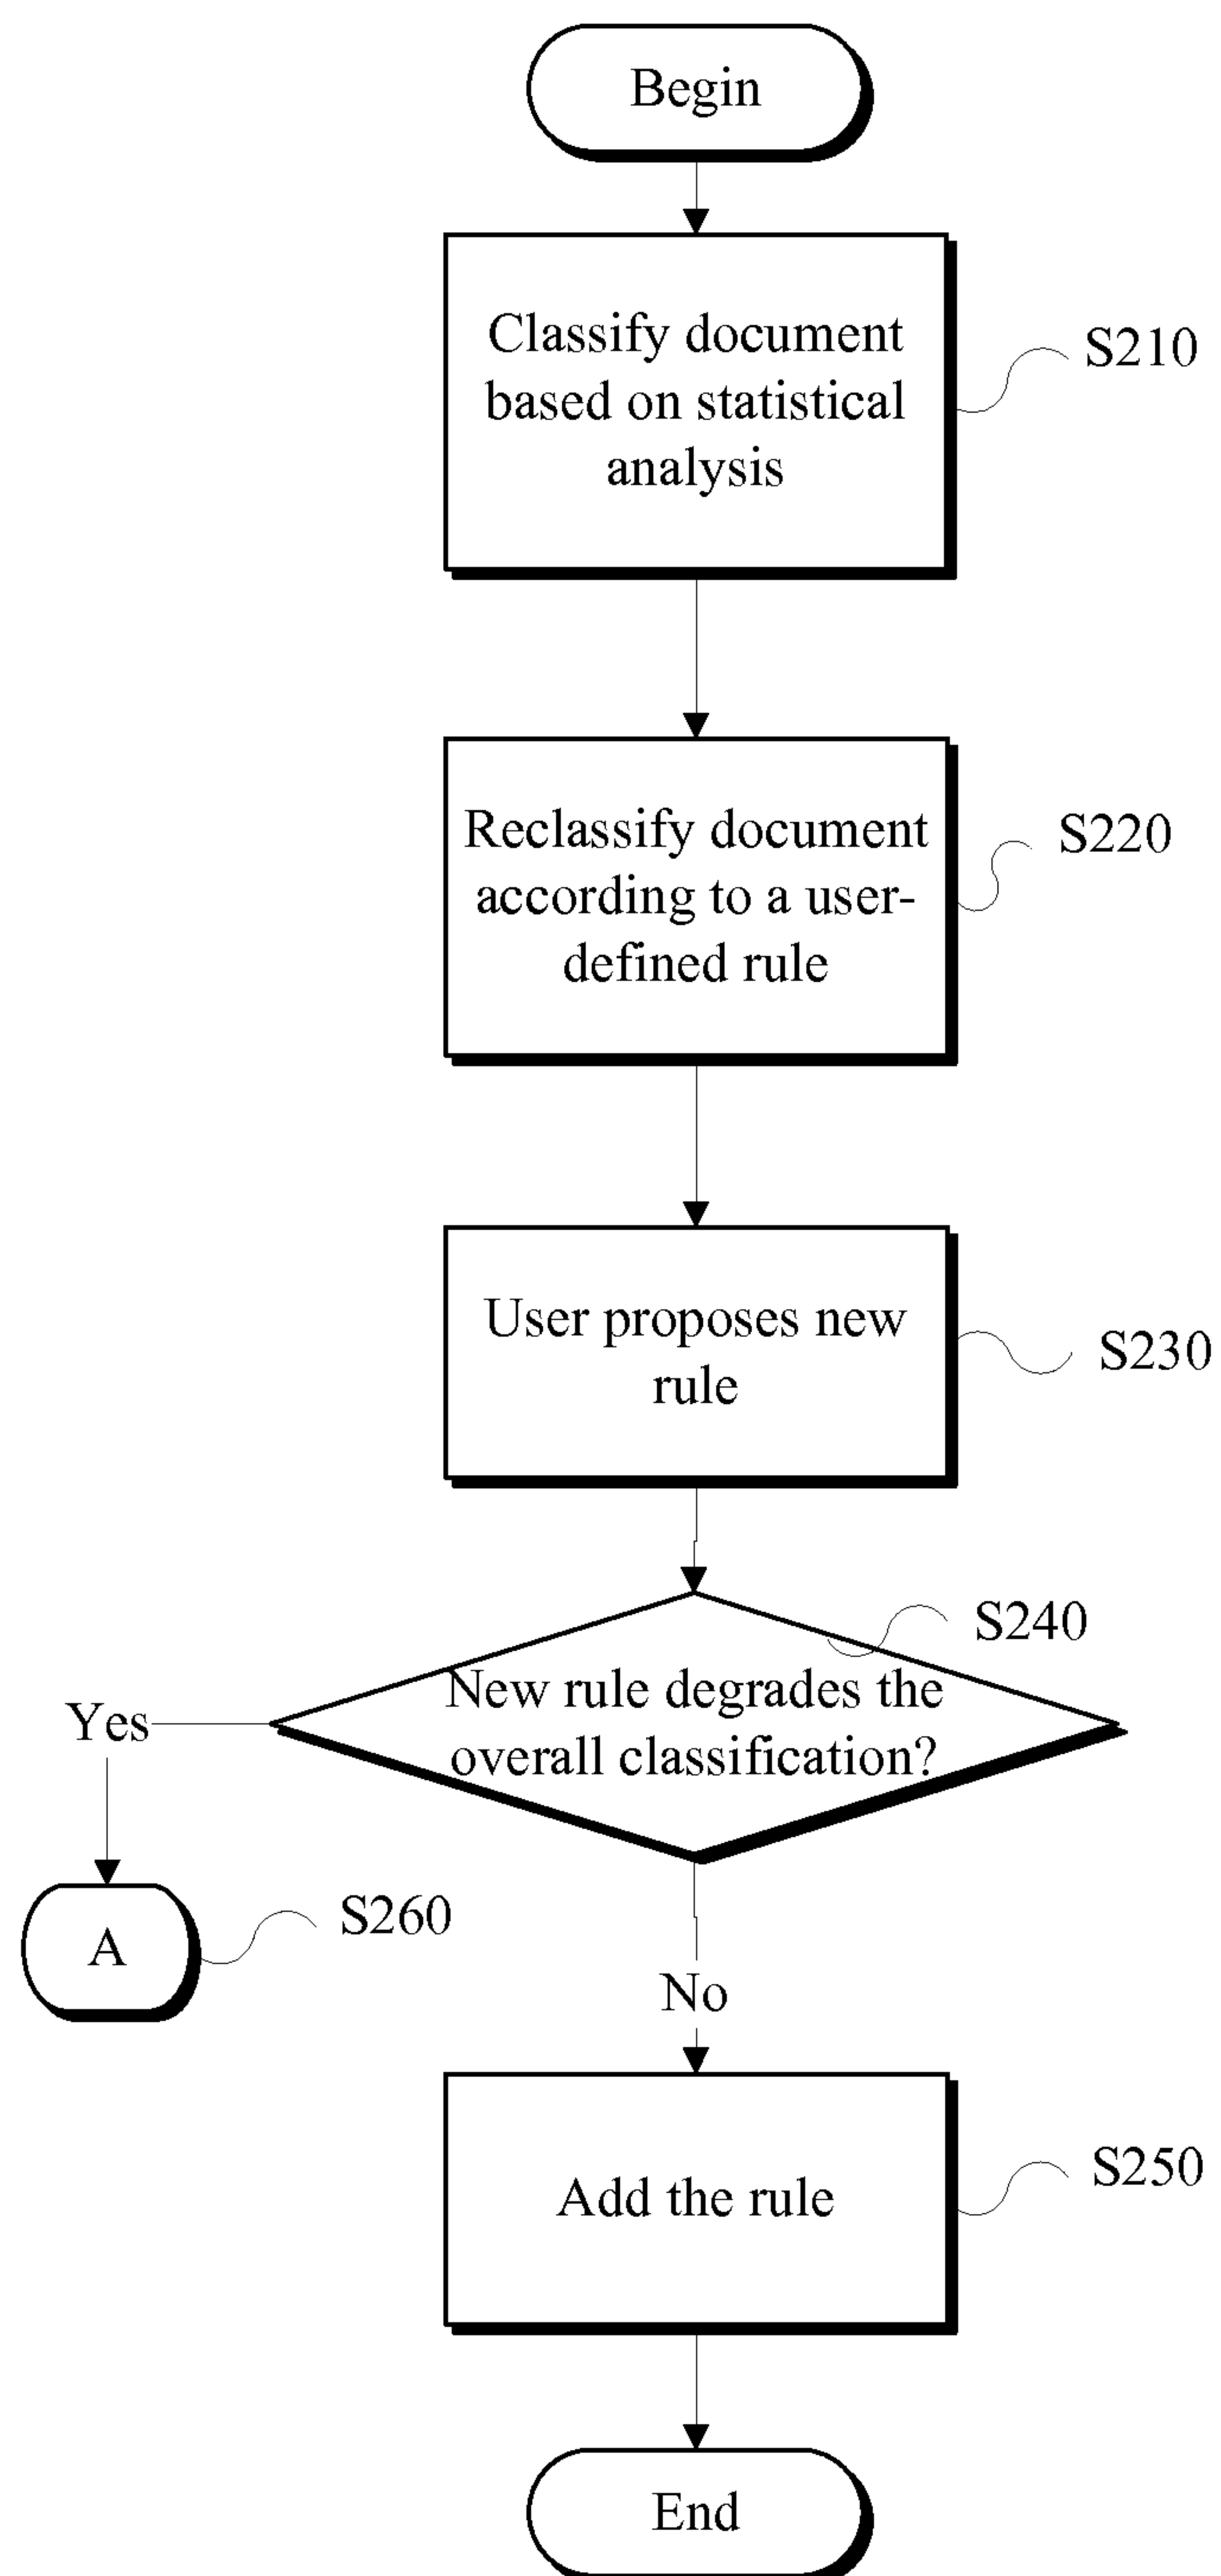 Begin
Classify document
based on statistical
analysis
S210
Reclassify document
according to a user-
defined rule
S220
User proposes new
rule
S230
S240
New rule degrades the
overall classification?
Yes
A
S260
No
Add the rule
S250
End